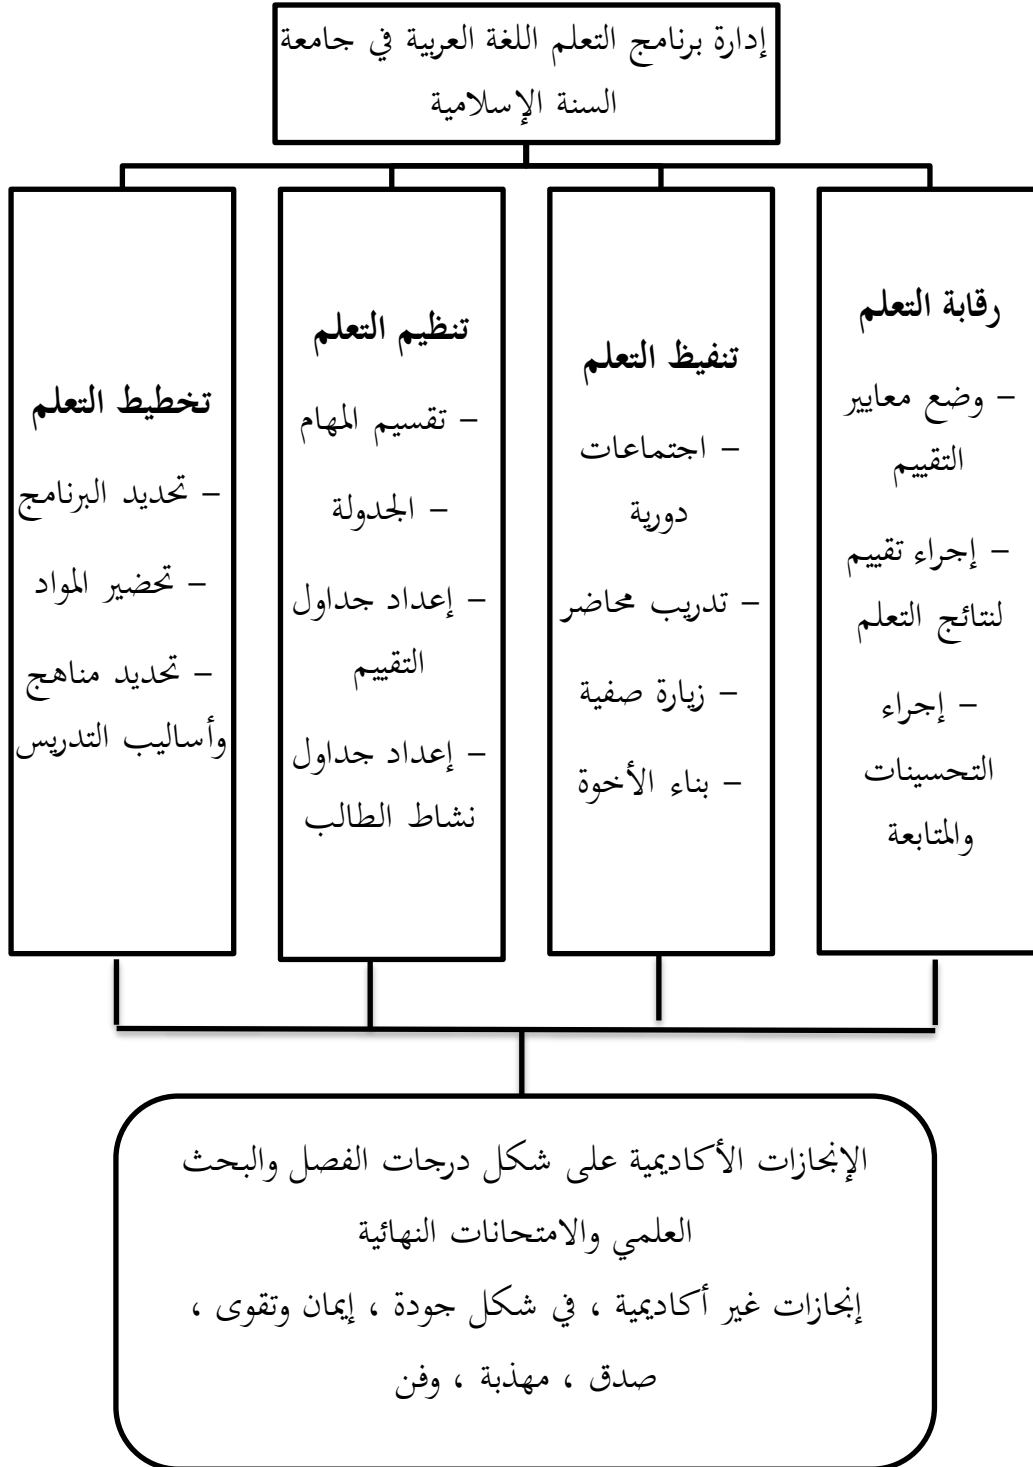 إدارة برنامج التعلم اللغة العربية في جامعة
السنة الإسلامية
رقابة التعلم
– وضع معايير
التقييم
– إجراء تقييم
لنتائج التعلم
– إجراء
التحسينات
والمتابعة
تنفيظ التعلم
– اجتماعات
دورية
– تدريب محاضر
– زيارة صفية
– بناء الأخوة
تنظيم التعلم
– تقسيم المهام
– الجدولة
– إعداد جداول
التقييم
– إعداد جداول
نشاط الطالب
تخطيط التعلم
– تحديد البرنامج
– تحضير المواد
– تحديد مناهج
وأساليب التدريس
الإنجازات الأكاديمية على شكل درجات الفصل والبحث
العلمي والامتحانات النهائية
إنجازات غير أكاديمية ، في شكل جودة ، إيمان وتقوى ،
صدق ، مهذبة ، وفن